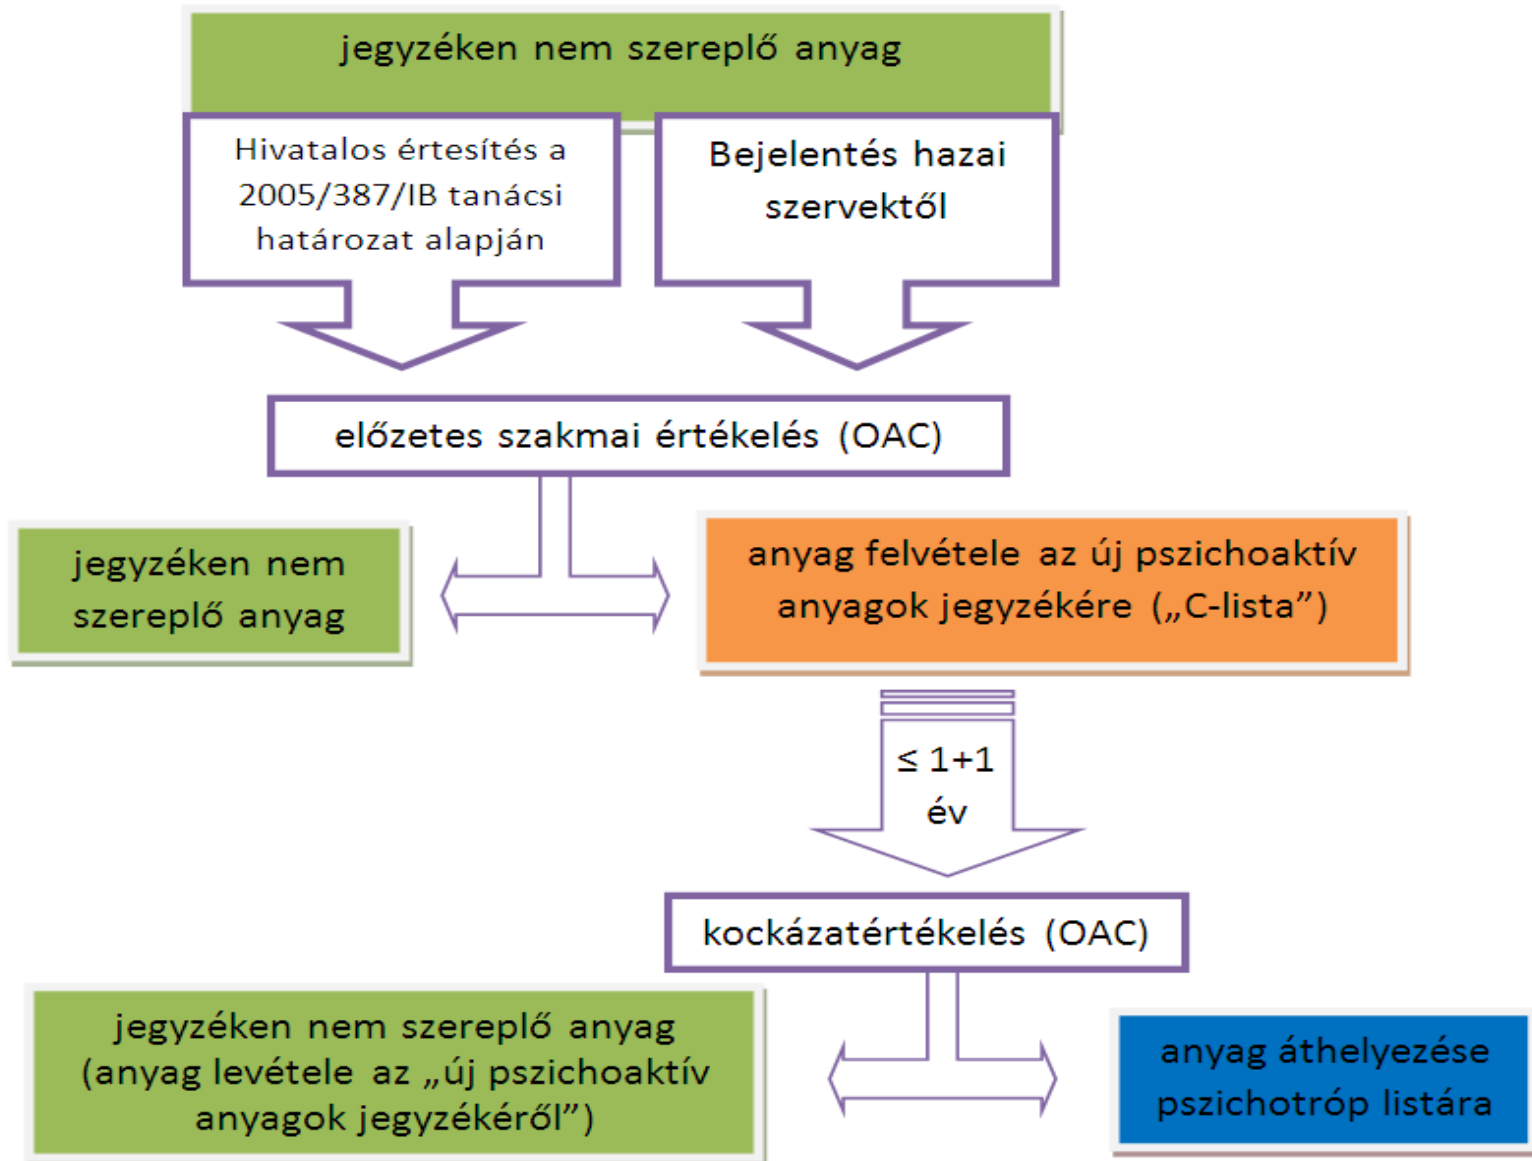 jegyzéken nem szereplő anyag
Hivatalos értesítés a
2005/387/IB tanácsi
határozat alapján
Bejelentés hazai
szervektől
előzetes szakmai értékelés (OAC)
jegyzéken nem
szereplő anyag
anyag felvétele az új pszichoaktív
anyagok jegyzékére („C-lista”)
≤ 1+1
év
kockázatértékelés (OAC)
jegyzéken nem szereplő anyag
(anyag levétele az „új pszichoaktív
anyagok jegyzékéről”)
anyag áthelyezése
pszichotróp listára